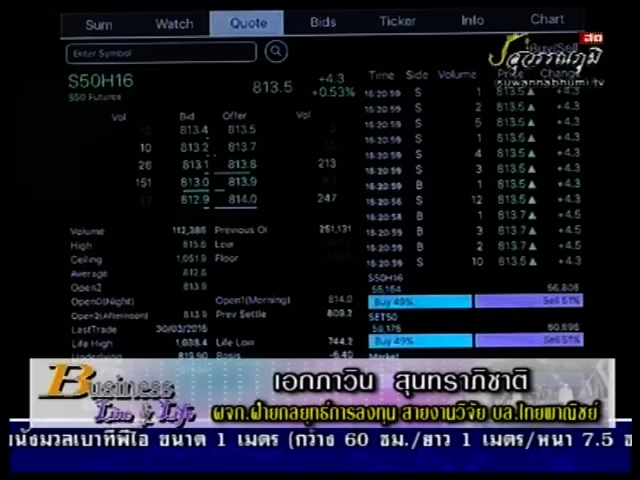 Sum Watch Quote Bids Ticker Info Chart
Enter Symbol
สด
สุวรรณภูมิ
Buy/Sell
suwannabhumi.tv
S50H16 813.5 +4.3
S50 Futures +0.53%
Time Side Volume Price Change
Vol Bid Offer Vol
813.4 813.5
10 813.2 813.7
26 813.1 813.8 213
151 813.0 813.9
812.9 814.0 247
16:20:59 S 1 813.5▲ +4.3
16:20:59 S 2 813.5▲ +4.3
16:20:59 S 5 813.5▲ +4.3
16:20:59 S 1 813.5▲ +4.3
16:20:59 S 4 813.5▲ +4.3
16:20:59 S 3 813.5▲ +4.3
16:20:59 B 1 813.5▲ +4.3
16:20:56 S 12 813.5▲ +4.3
16:20:58 B 1 813.7▲ +4.5
16:20:59 B 3 813.7▲ +4.5
16:20:59 B 2 813.7▲ +4.5
16:20:59 S 10 813.5▲ +4.3
Volume 112,386 Previous OI 251,131
High 815.6 Low
Ceiling 1,051.9 Floor
Average 812.6
Open2 813.9
Open0(Night) Open1(Morning) 814.0
Open2(Afternoon) 813.9 Prev Settle 809.2
LastTrade 30/03/2016
Life High 1,038.4 Life Low 744.2
Underlying 819.90 Basis -6.40
S50H16
55,164 56,808
Buy 49% Sell 51%
SET50
58,176 60,896
Buy 49% Sell 51%
Market
Business
Line & Life
เอกภาวิน สุนทราภิชาติ
ผจก.ฝ่ายกลยุทธ์การลงทุน สายงานวิจัย บล.ไทยพาณิชย์
ขนาด 1 เมตร (กว้าง 60 ซม./ยาว 1 เมตร/หนา 7.5 ซ